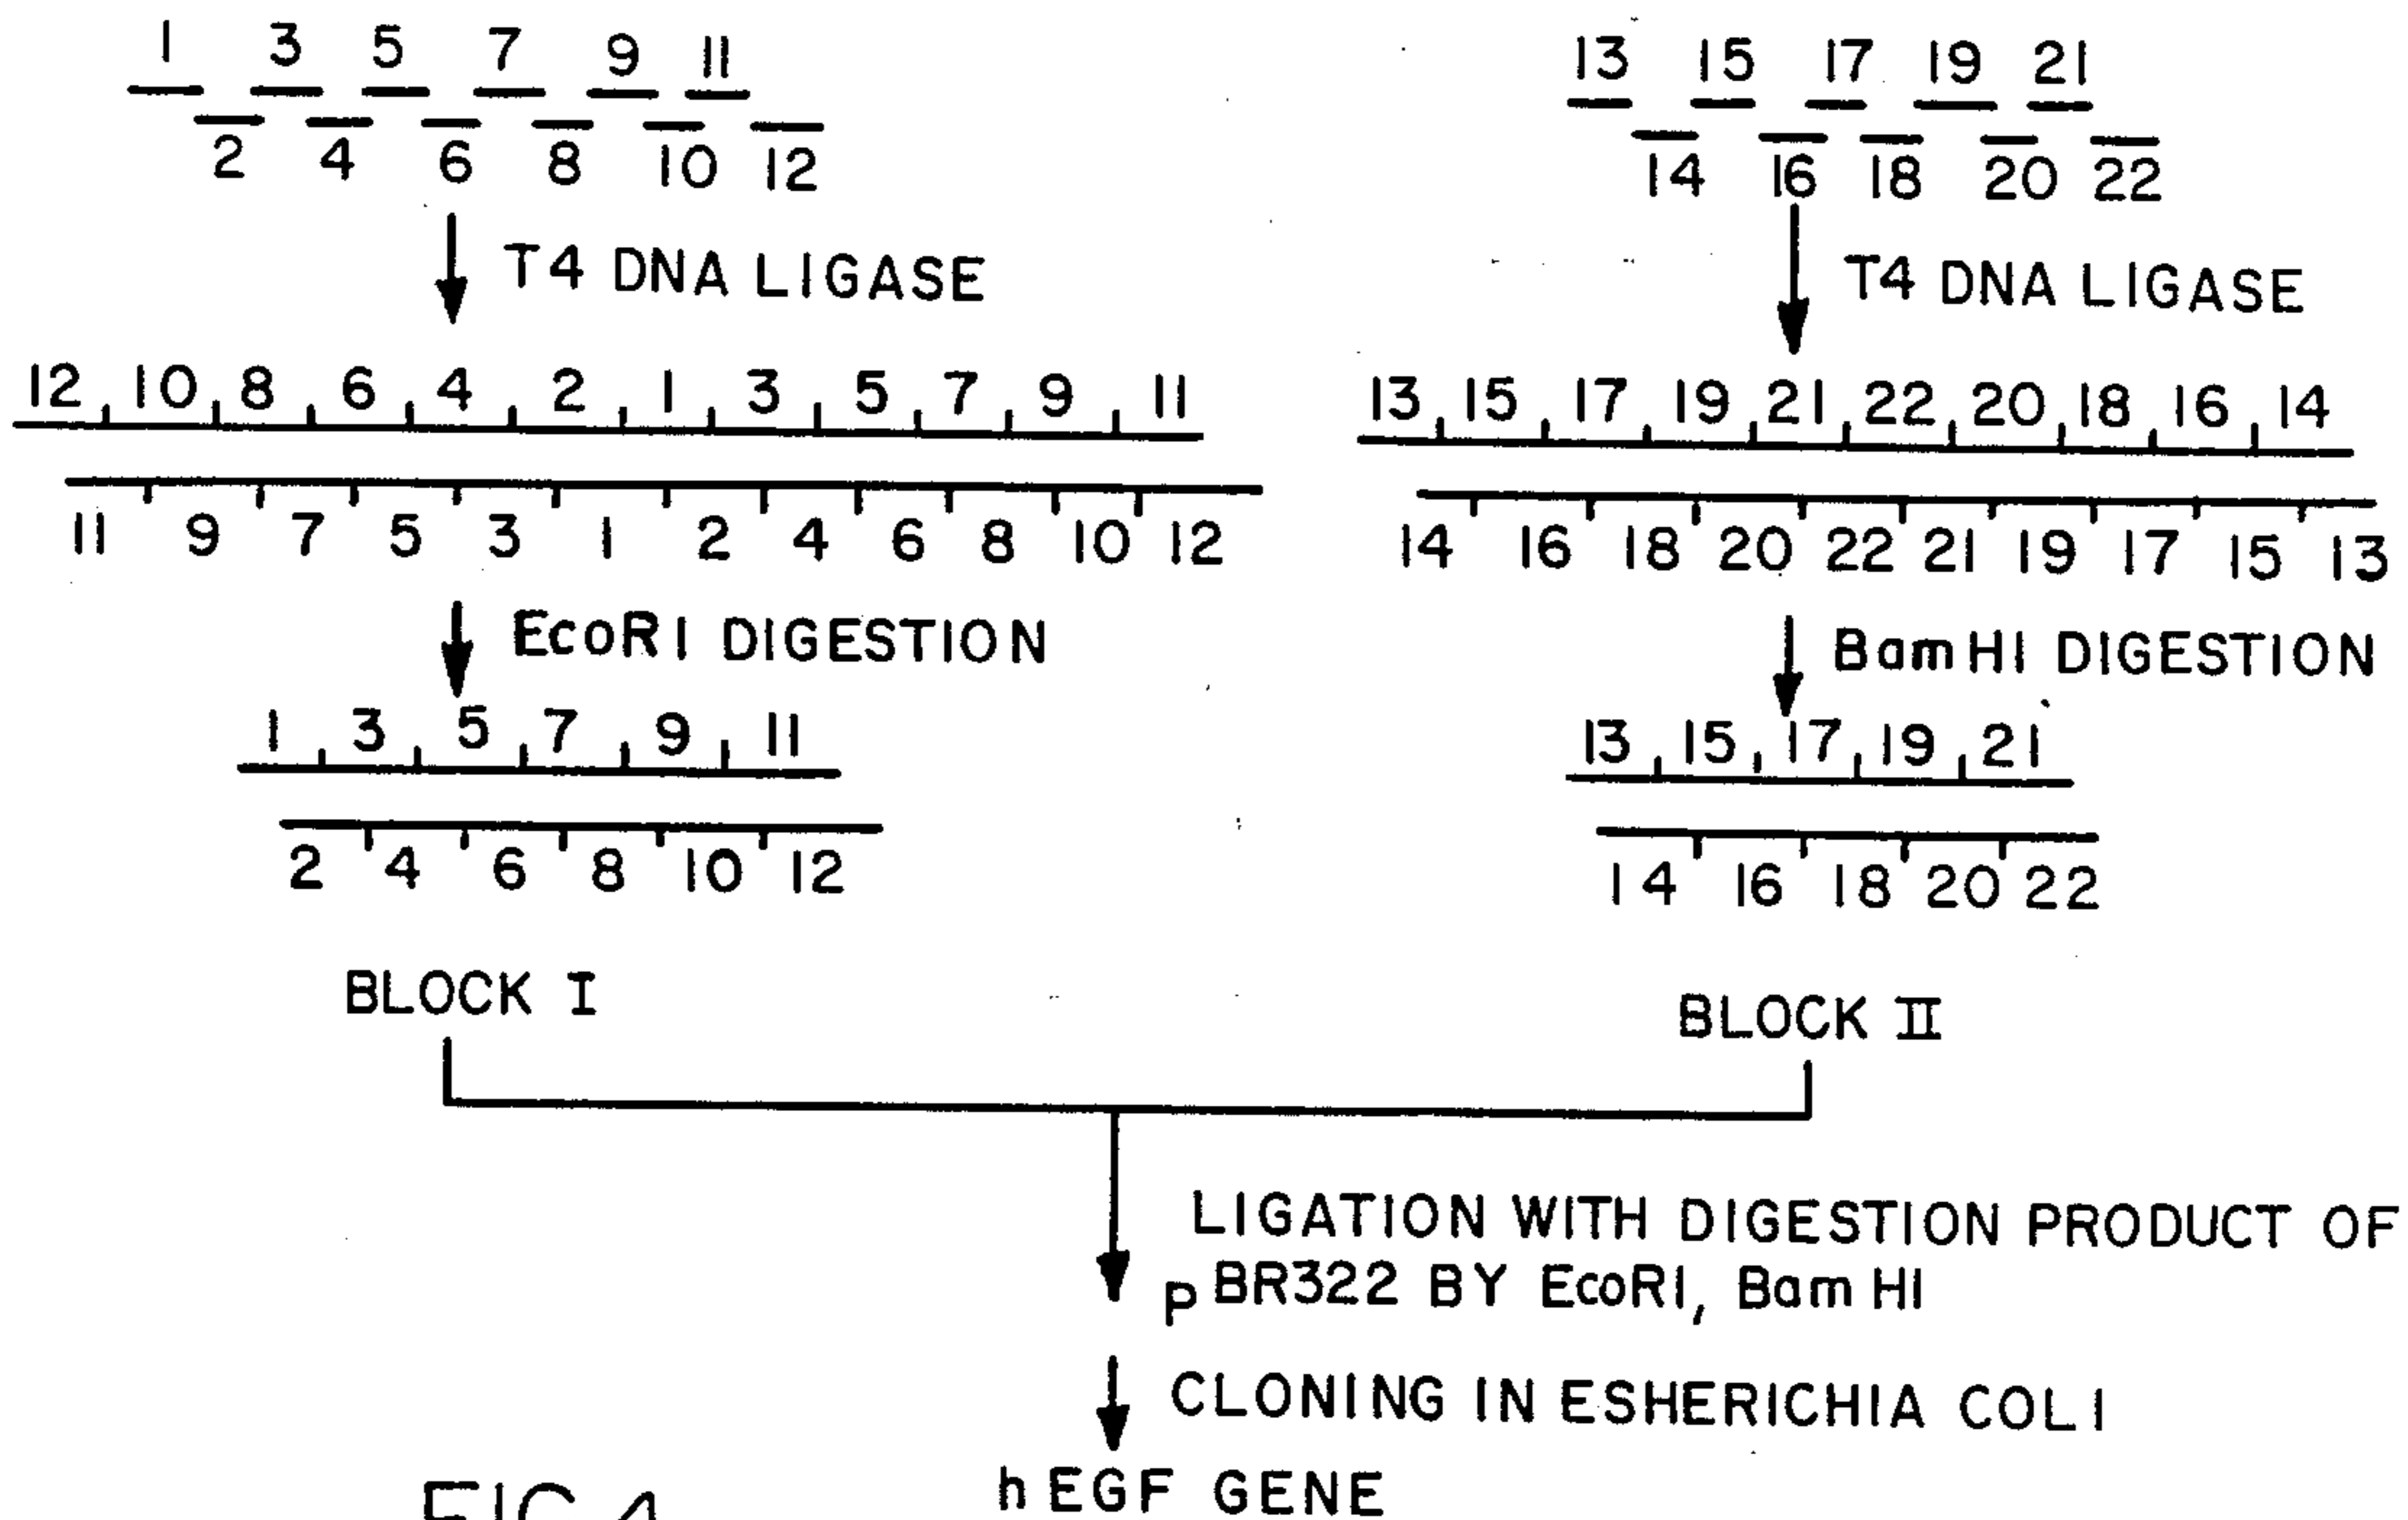 1 3 5 7 9 11
2 4 6 8 10 12
T4 DNA LIGASE
12 10 8 6 4 2 1 3 5 7 9 11
11 9 7 5 3 1 2 4 6 8 10 12
EcoRI DIGESTION
1 3 5 7 9 11
2 4 6 8 10 12
BLOCK I
13 15 17 19 21
14 16 18 20 22
T4 DNA LIGASE
13 15 17 19 21 22 20 18 16 14
14 16 18 20 22 21 19 17 15 13
BamHI DIGESTION
13 15 17 19 21
14 16 18 20 22
BLOCK II
LIGATION WITH DIGESTION PRODUCT OF
pBR322 BY EcoRI, BamHI
CLONING IN ESHERICHIA COLI
hEGF GENE
FIG.4